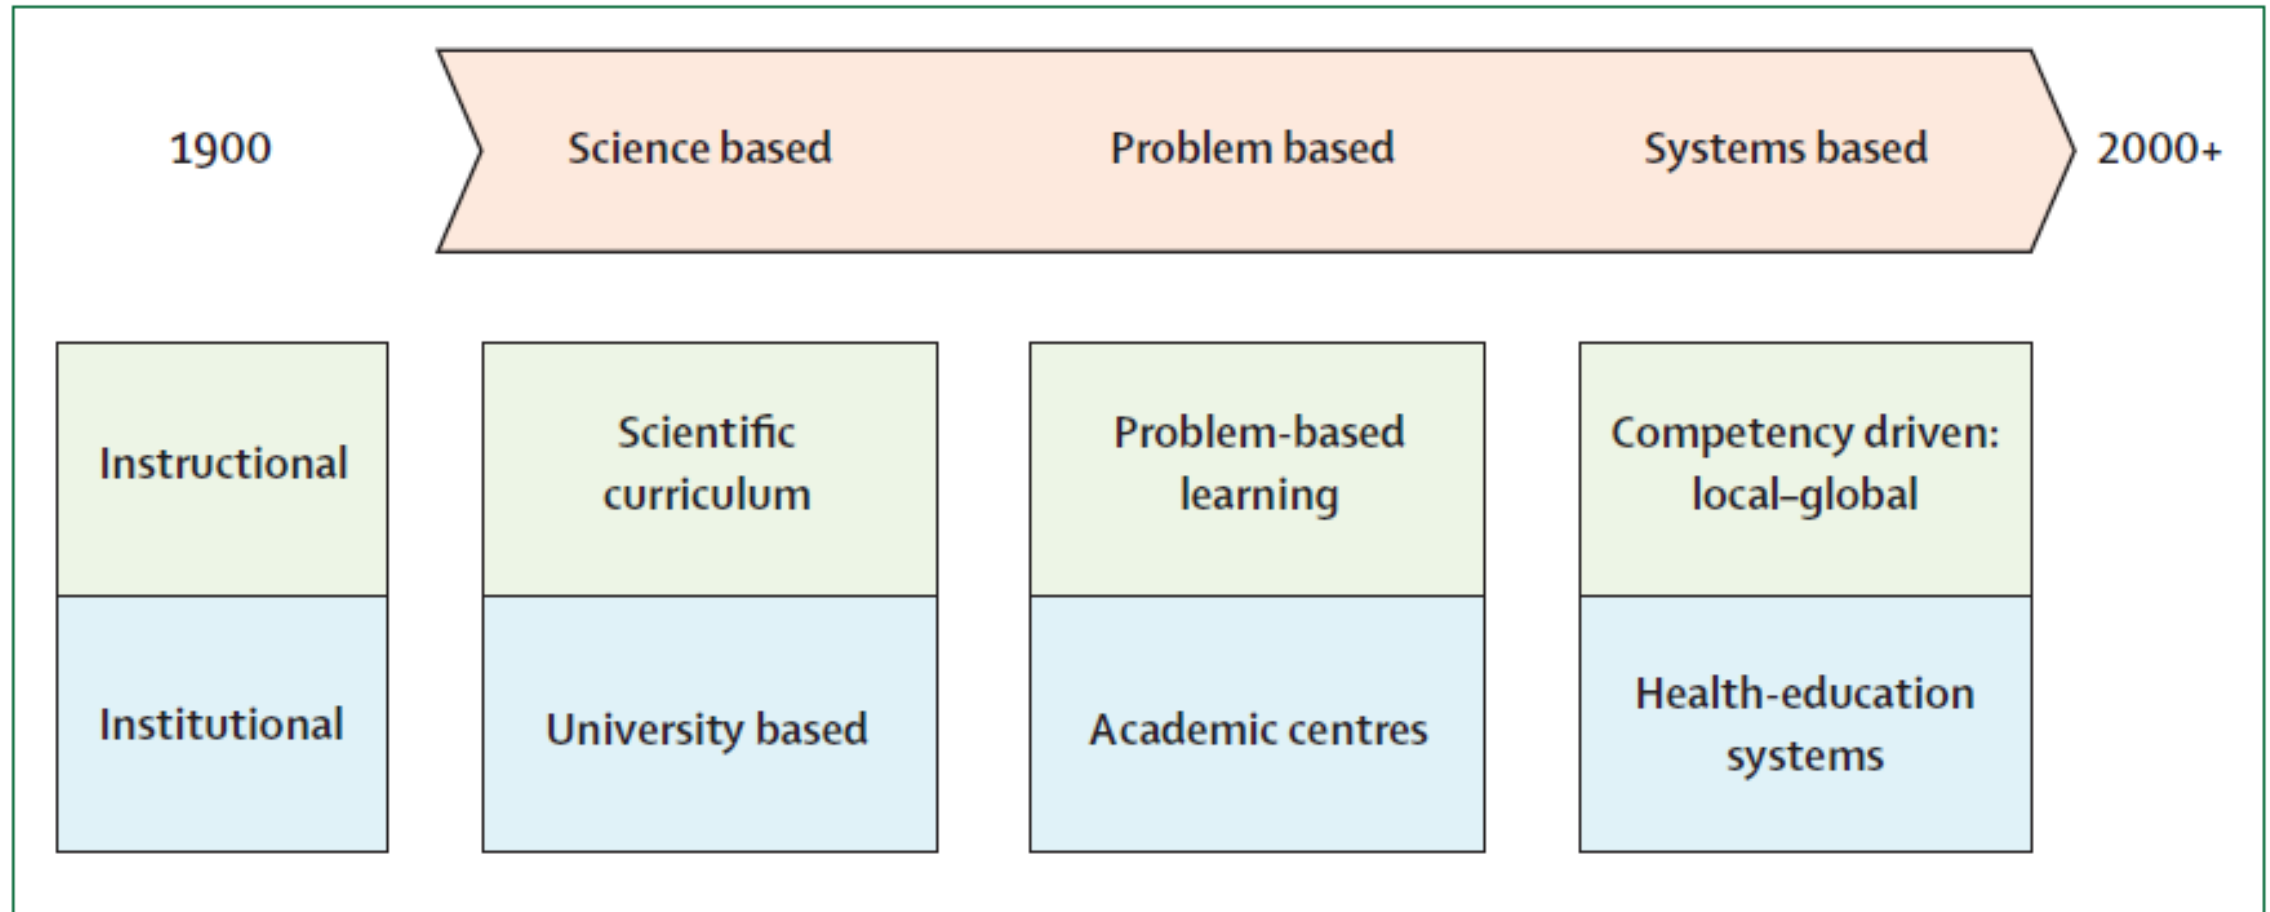 1900
Science based
Problem based
Systems based
2000+
Instructional
Scientific
curriculum
Problem-based
learning
Competency driven:
local–global
Institutional
University based
Academic centres
Health-education
systems